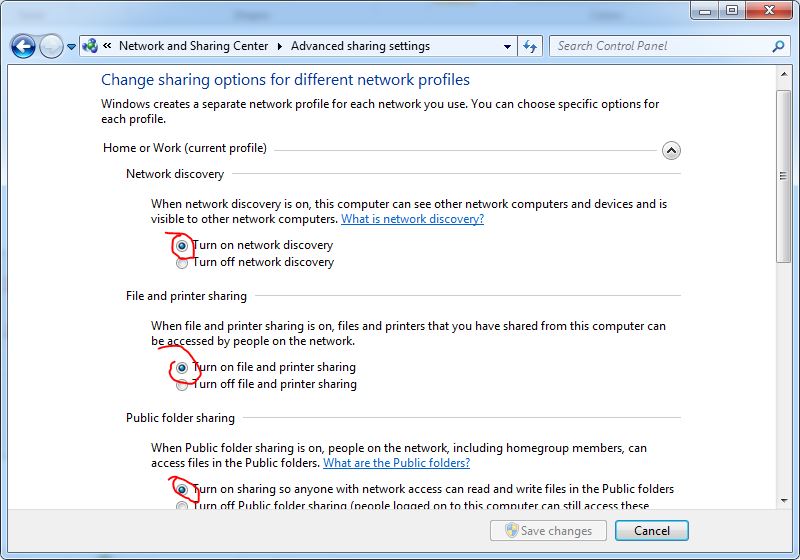 « Network and Sharing Center ▸ Advanced sharing settings
Search Control Panel
Change sharing options for different network profiles
Windows creates a separate network profile for each network you use. You can choose specific options for
each profile.
Home or Work (current profile)
Network discovery
When network discovery is on, this computer can see other network computers and devices and is
visible to other network computers. What is network discovery?
Turn on network discovery
Turn off network discovery
File and printer sharing
When file and printer sharing is on, files and printers that you have shared from this computer can
be accessed by people on the network.
Turn on file and printer sharing
Turn off file and printer sharing
Public folder sharing
When Public folder sharing is on, people on the network, including homegroup members, can
access files in the Public folders. What are the Public folders?
Turn on sharing so anyone with network access can read and write files in the Public folders
Turn off Public folder sharing (people logged on to this computer can still access these
Save changes
Cancel